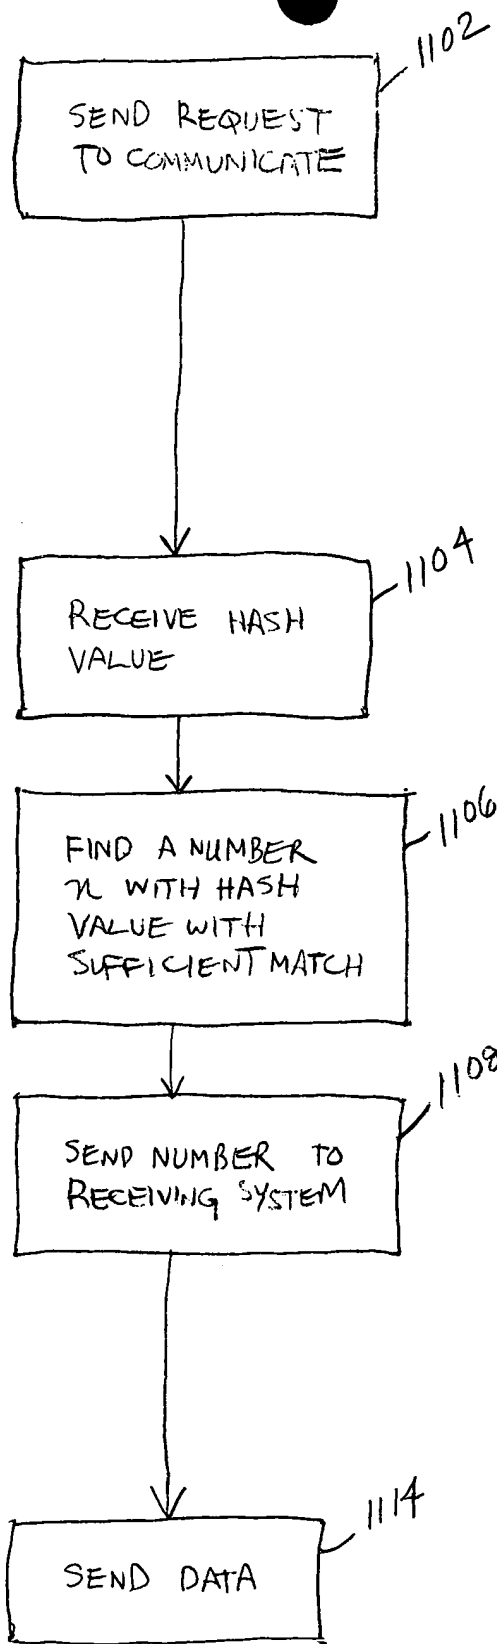 1102
SEND REQUEST
TO COMMUNICATE
1104
RECEIVE HASH
VALUE
1106
FIND A NUMBER
n WITH HASH
VALUE WITH
SUFFICIENT MATCH
1108
SEND NUMBER TO
RECEIVING SYSTEM
1114
SEND DATA